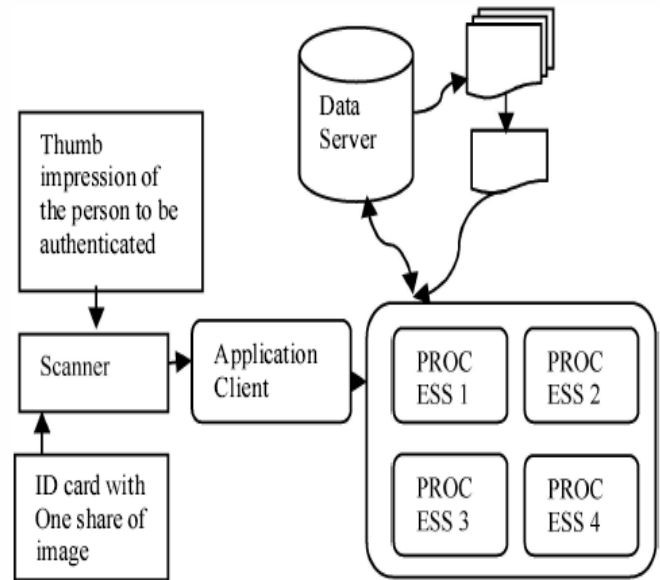 Data
Server
Thumb
impression of
the person to be
authenticated
Scanner
Application
Client
ID card with
One share of
image
PROC
ESS 1
PROC
ESS 2
PROC
ESS 3
PROC
ESS 4